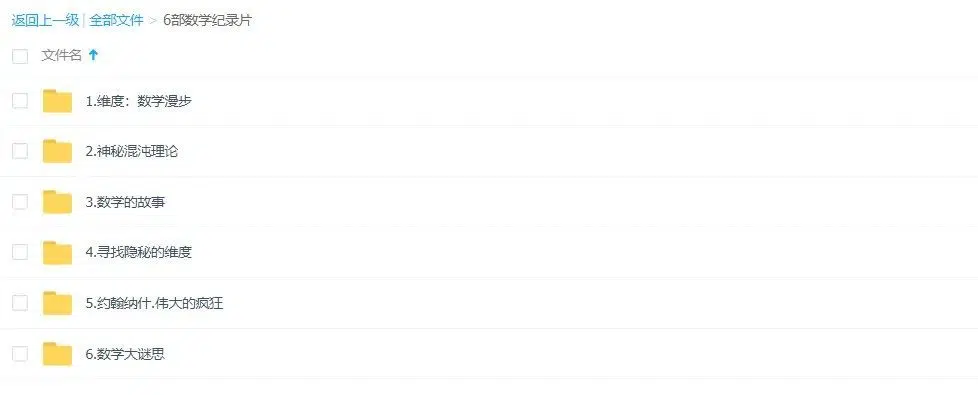 返回上一级 | 全部文件 > 6部数学纪录片
文件名
1.维度：数学漫步
2.神秘混沌理论
3.数学的故事
4.寻找隐秘的维度
5.约翰纳什.伟大的疯狂
6.数学大谜思